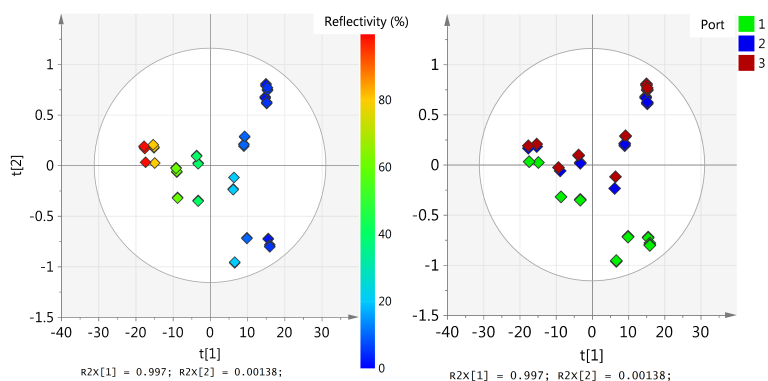 Reflectivity (%)
1
0.5
0
-0.5
-1
-1.5
-40 -30 -20 -10 0 10 20 30
t[2]
t[1]
80
60
40
20
0
R2X[1] = 0.997; R2X[2] = 0.00138;
Port
1
2
3
1
0.5
0
-0.5
-1
-1.5
-40 -30 -20 -10 0 10 20 30
t[1]
R2X[1] = 0.997; R2X[2] = 0.00138;